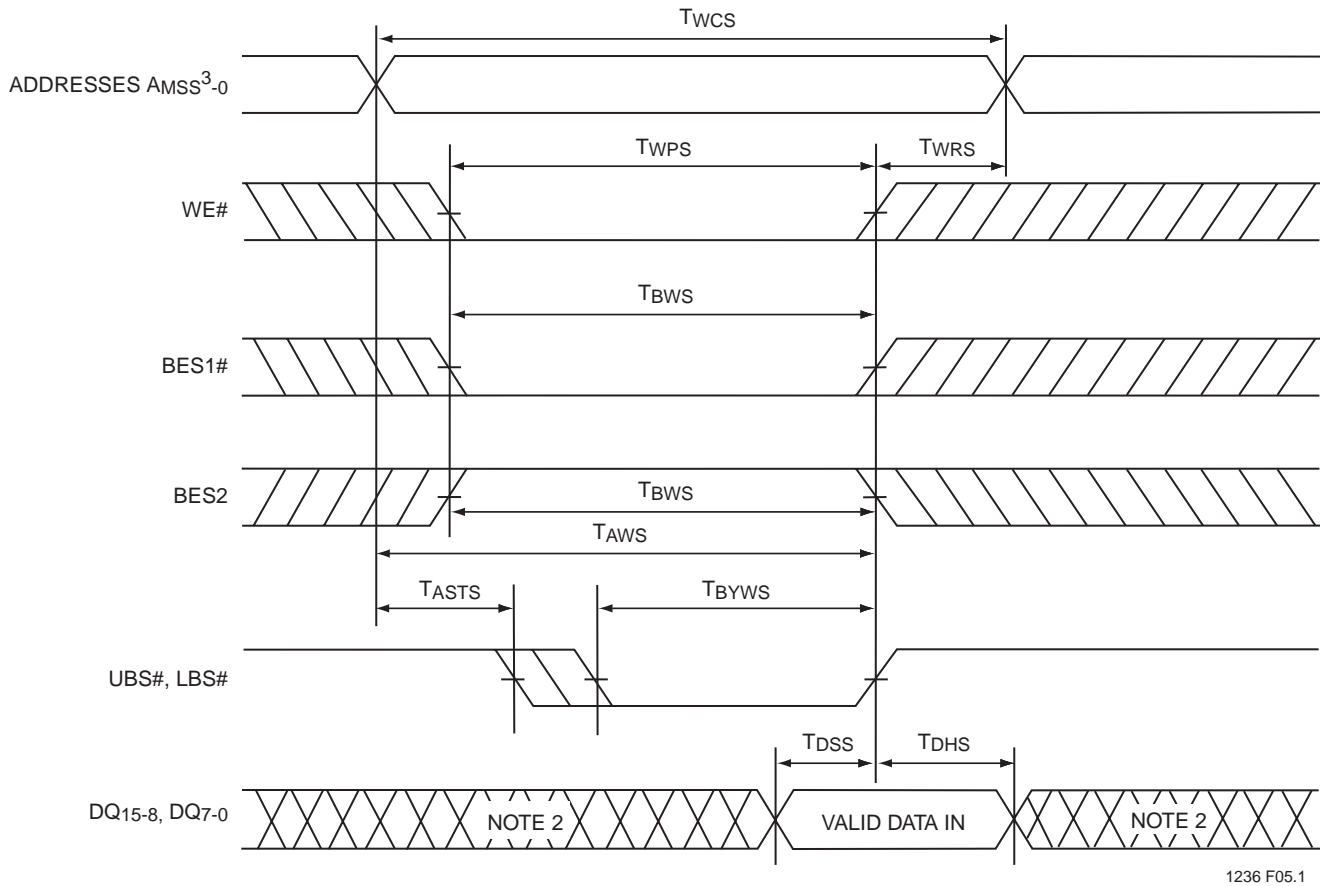 TWCS
ADDRESSES AMSS³-0
TWPS
TWRS
WE#
TBWS
BES1#
BES2
TBWS
TAWS
TASTS
TBYWS
UBS#, LBS#
TDSS
TDHS
DQ15-8, DQ7-0
NOTE 2
VALID DATA IN
NOTE 2
1236 F05.1